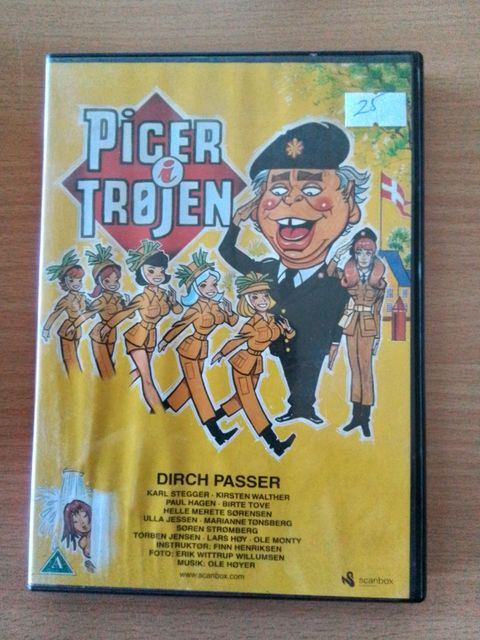 25
PIGER
i
TRØJEN
DIRCH PASSER
KARL STEGGER · KIRSTEN WALTHER
PAUL HAGEN · BIRTE TOVE
HELLE MERETE SØRENSEN
ULLA JESSEN · MARIANNE TØNSBERG
SØREN STRØMBERG
TORBEN JENSEN · LARS HØY · OLE MONTY
INSTRUKTØR: FINN HENRIKSEN
FOTO: ERIK WITTRUP WILLUMSEN
MUSIK: OLE HØYER
www.scanbox.com
A
scanbox